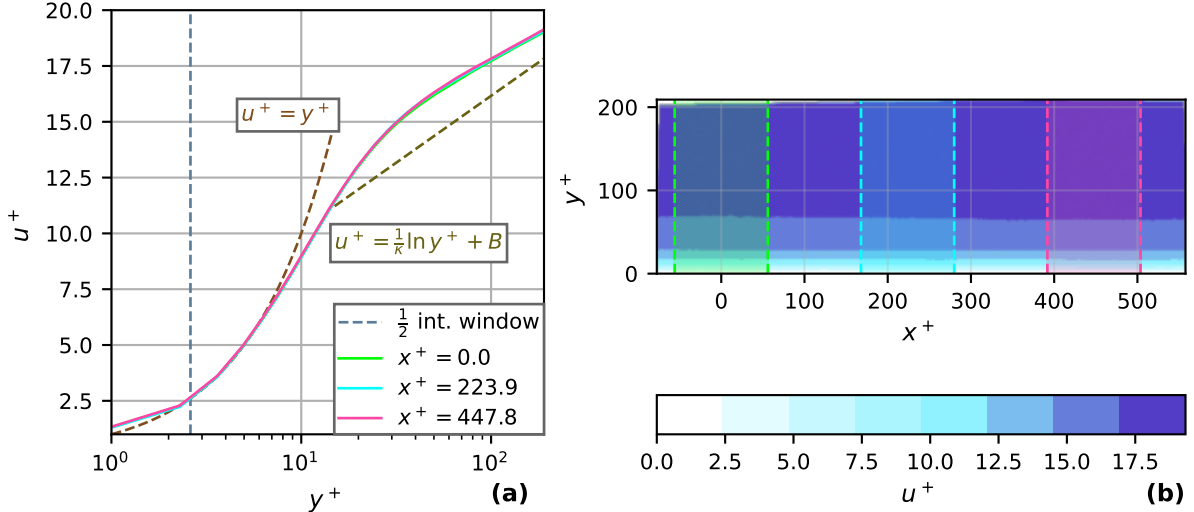 20.0
17.5
15.0
12.5
10.0
7.5
5.0
2.5
u⁺
u⁺ = y⁺
u⁺ = 1/κ ln y⁺ + B
1/2 int. window
x⁺ = 0.0
x⁺ = 223.9
x⁺ = 447.8
10⁰ 10¹ 10²
y⁺
(a)
200
100
0
y⁺
0 100 200 300 400 500
x⁺
0.0 2.5 5.0 7.5 10.0 12.5 15.0 17.5
u⁺
(b)